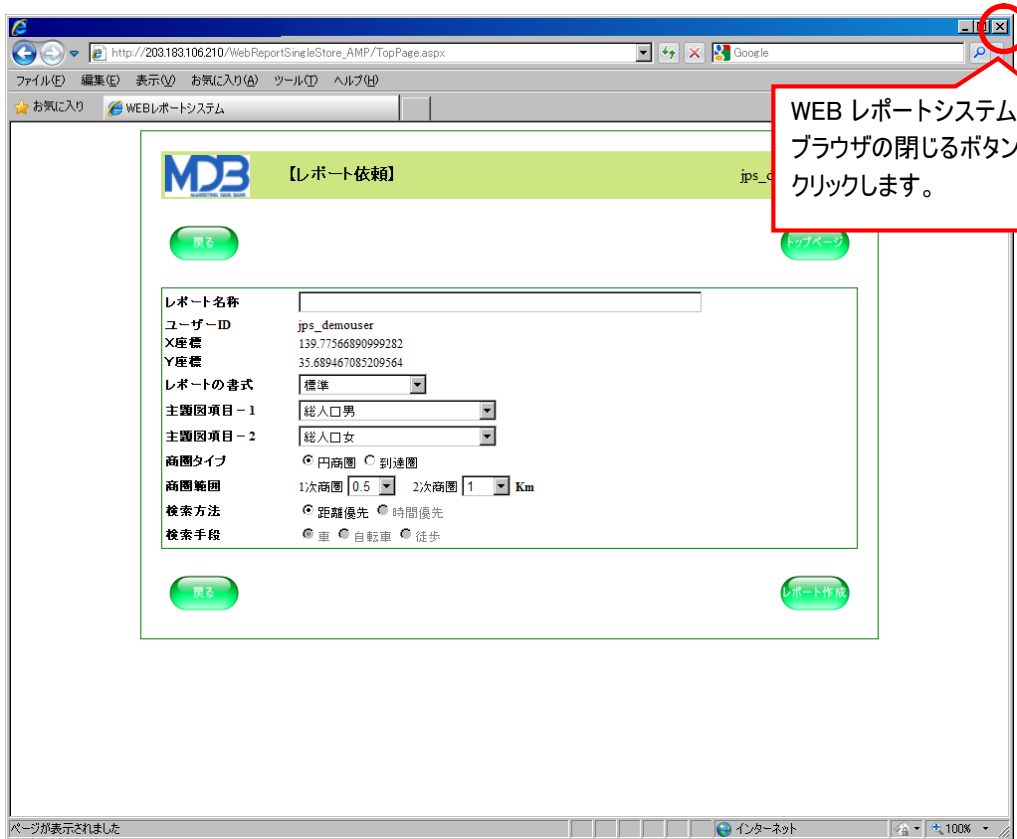 http://203.183.106.210/WebReportSingleStore_AMP/TopPage.aspx
Google
ファイル(F) 編集(E) 表示(V) お気に入り(A) ツール(T) ヘルプ(H)
お気に入り
WEBレポートシステム
WEB レポートシステム
ブラウザの閉じるボタン
クリックします。
MDB
MARKETING DATA BANK
【レポート依頼】
jps_
戻る
トップページ
レポート名称
ユーザーID jps_demouser
X座標 139.77566890999282
Y座標 35.689467085209564
レポートの書式 標準
主題図項目－1 総人口男
主題図項目－2 総人口女
商圏タイプ 円商圏 到達圏
商圏範囲 1次商圏 0.5 2次商圏 1 Km
検索方法 距離優先 時間優先
検索手段 車 自転車 徒歩
戻る
レポート作成
ページが表示されました
インターネット
100%